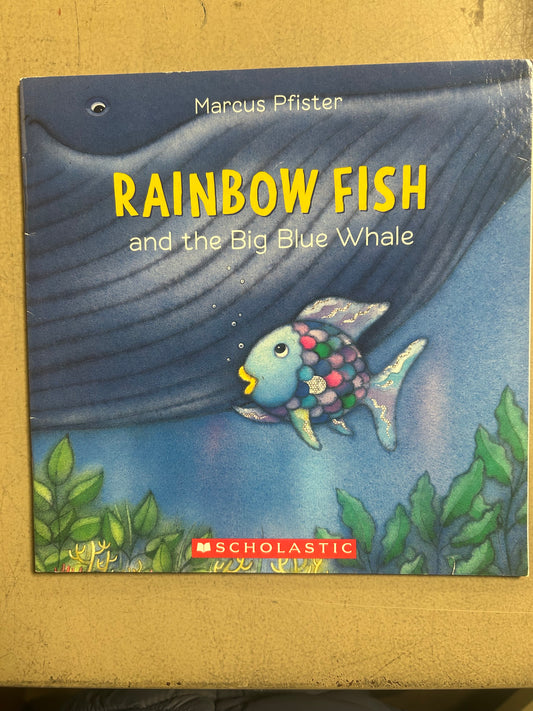 Marcus Pfister
RAINBOW FISH
and the Big Blue Whale
SCHOLASTIC